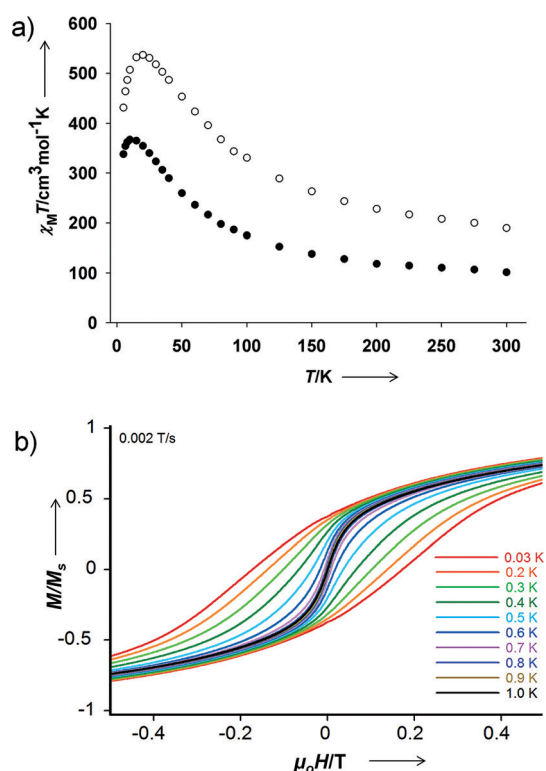 a)
600
500
400
300
200
100
0
χMT/cm³mol⁻¹K
0 50 100 150 200 250 300
T/K
b)
0.002 T/s
1
0.5
0
-0.5
-1
M/Ms
0.03 K
0.2 K
0.3 K
0.4 K
0.5 K
0.6 K
0.7 K
0.8 K
0.9 K
1.0 K
-0.4 -0.2 0 0.2 0.4
μoH/T